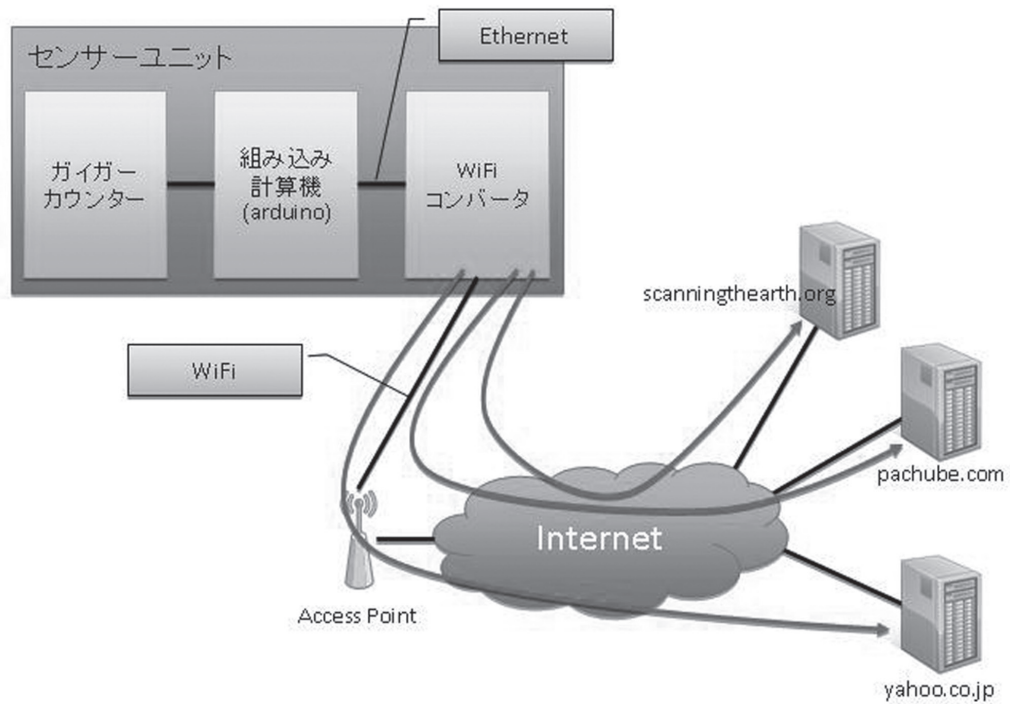 Ethernet
センサーユニット
ガイガー
カウンター
組み込み
計算機
(arduino)
WiFi
コンバータ
scanningthearth.org
WiFi
pachube.com
Internet
Access Point
yahoo.co.jp